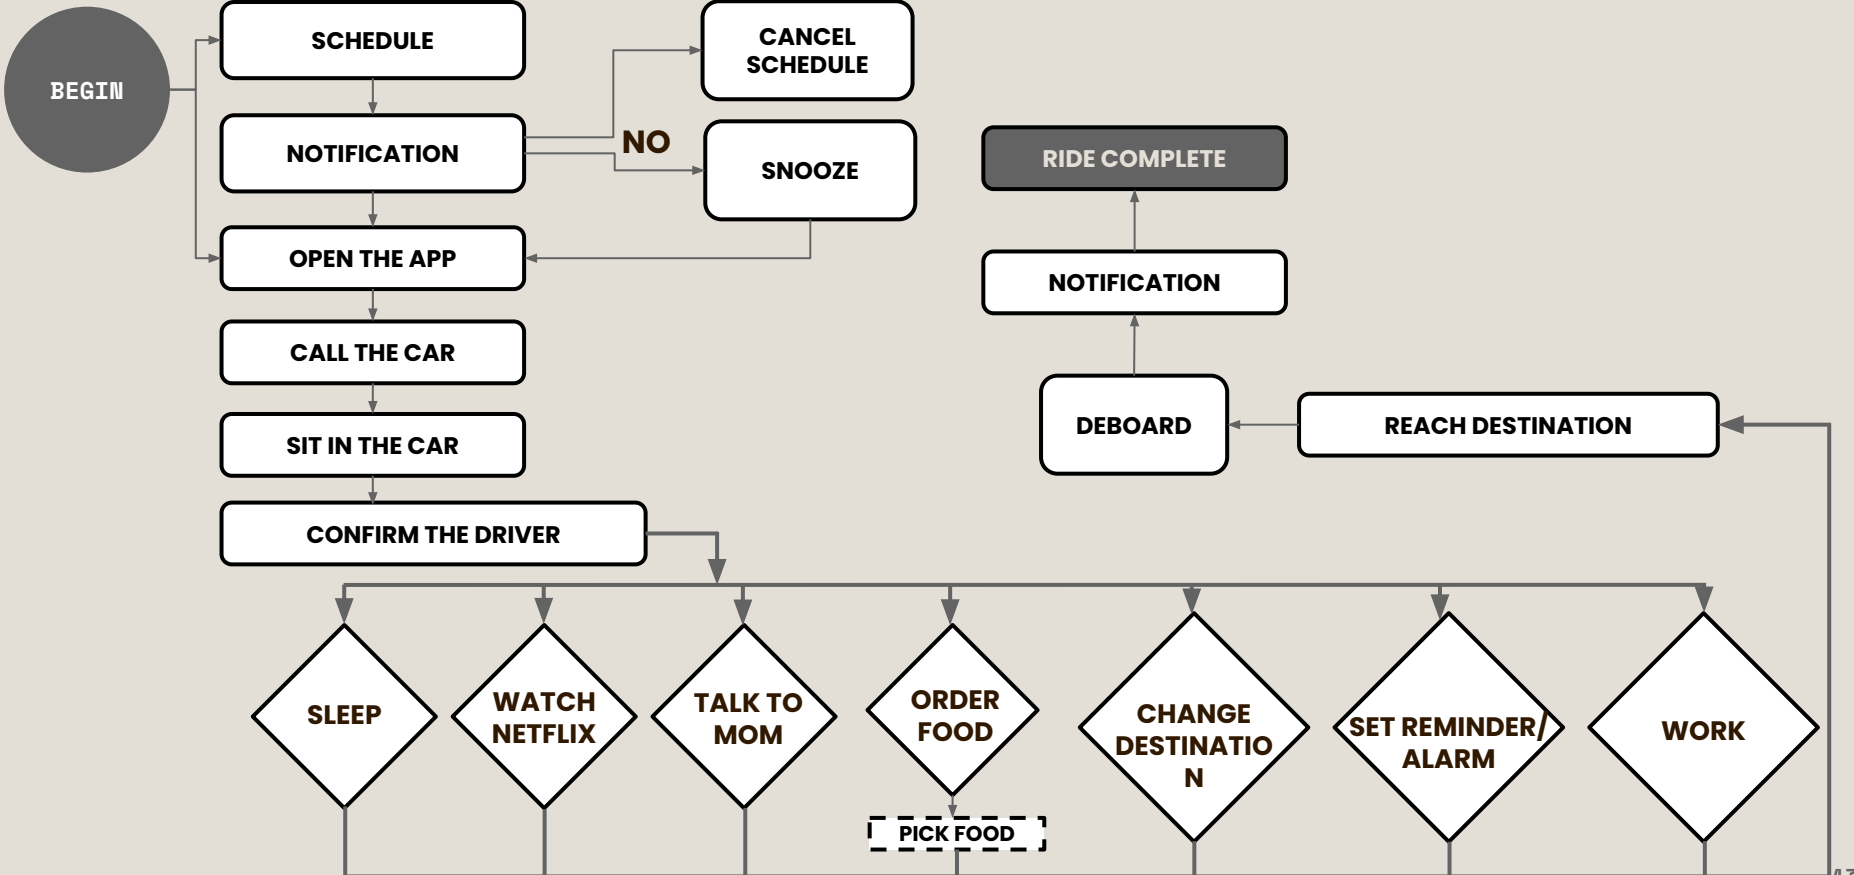 BEGIN
SCHEDULE
CANCEL
SCHEDULE
NOTIFICATION
NO
SNOOZE
OPEN THE APP
CALL THE CAR
SIT IN THE CAR
CONFIRM THE DRIVER
RIDE COMPLETE
NOTIFICATION
DEBOARD
REACH DESTINATION
SLEEP
WATCH
NETFLIX
TALK TO
MOM
ORDER
FOOD
PICK FOOD
CHANGE
DESTINATIO
N
SET REMINDER/
ALARM
WORK